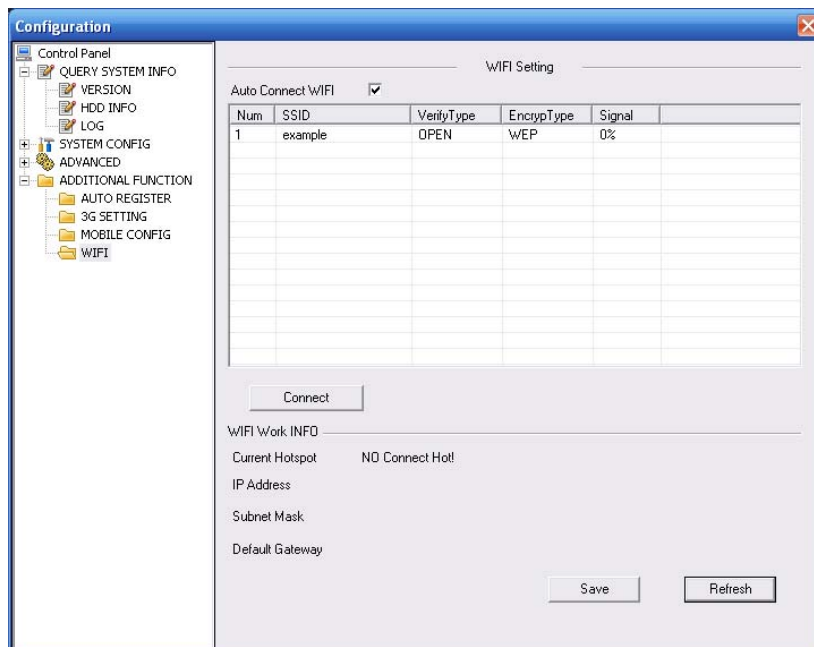 Configuration
Control Panel
QUERY SYSTEM INFO
VERSION
HDD INFO
LOG
SYSTEM CONFIG
ADVANCED
ADDITIONAL FUNCTION
AUTO REGISTER
3G SETTING
MOBILE CONFIG
WIFI
WIFI Setting
Auto Connect WIFI
Num SSID VerifyType EncrypType Signal
1 example OPEN WEP 0%
Connect
WIFI Work INFO
Current Hotspot NO Connect Hot!
IP Address
Subnet Mask
Default Gateway
Save Refresh